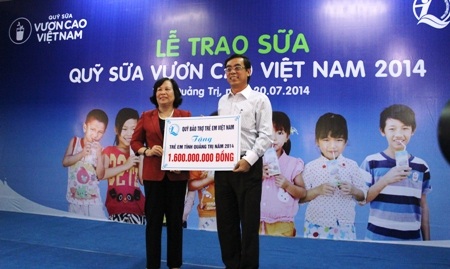 QUỸ SỮA
VƯƠN CAO
VIỆT NAM
LỄ TRAO SỮA
QUỸ SỮA VƯƠN CAO VIỆT NAM 2014
Quảng Trị, 20.07.2014
QUỸ BẢO TRỢ TRẺ EM VIỆT NAM
Tặng
TRẺ EM TỈNH QUẢNG TRỊ NĂM 2014
1.600.000.000 ĐỒNG